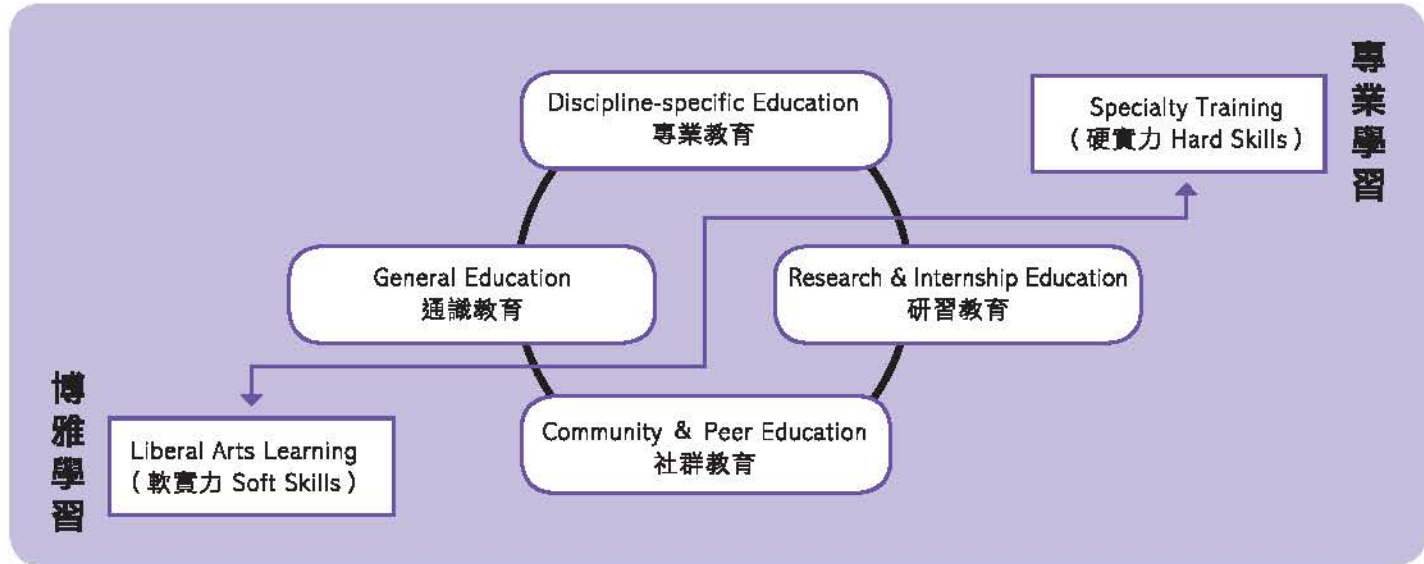 Discipline-specific Education
專業教育
Specialty Training
（硬實力 Hard Skills）
專業學習
General Education
通識教育
Research & Internship Education
研習教育
博雅學習
Liberal Arts Learning
（軟實力 Soft Skills）
Community & Peer Education
社群教育